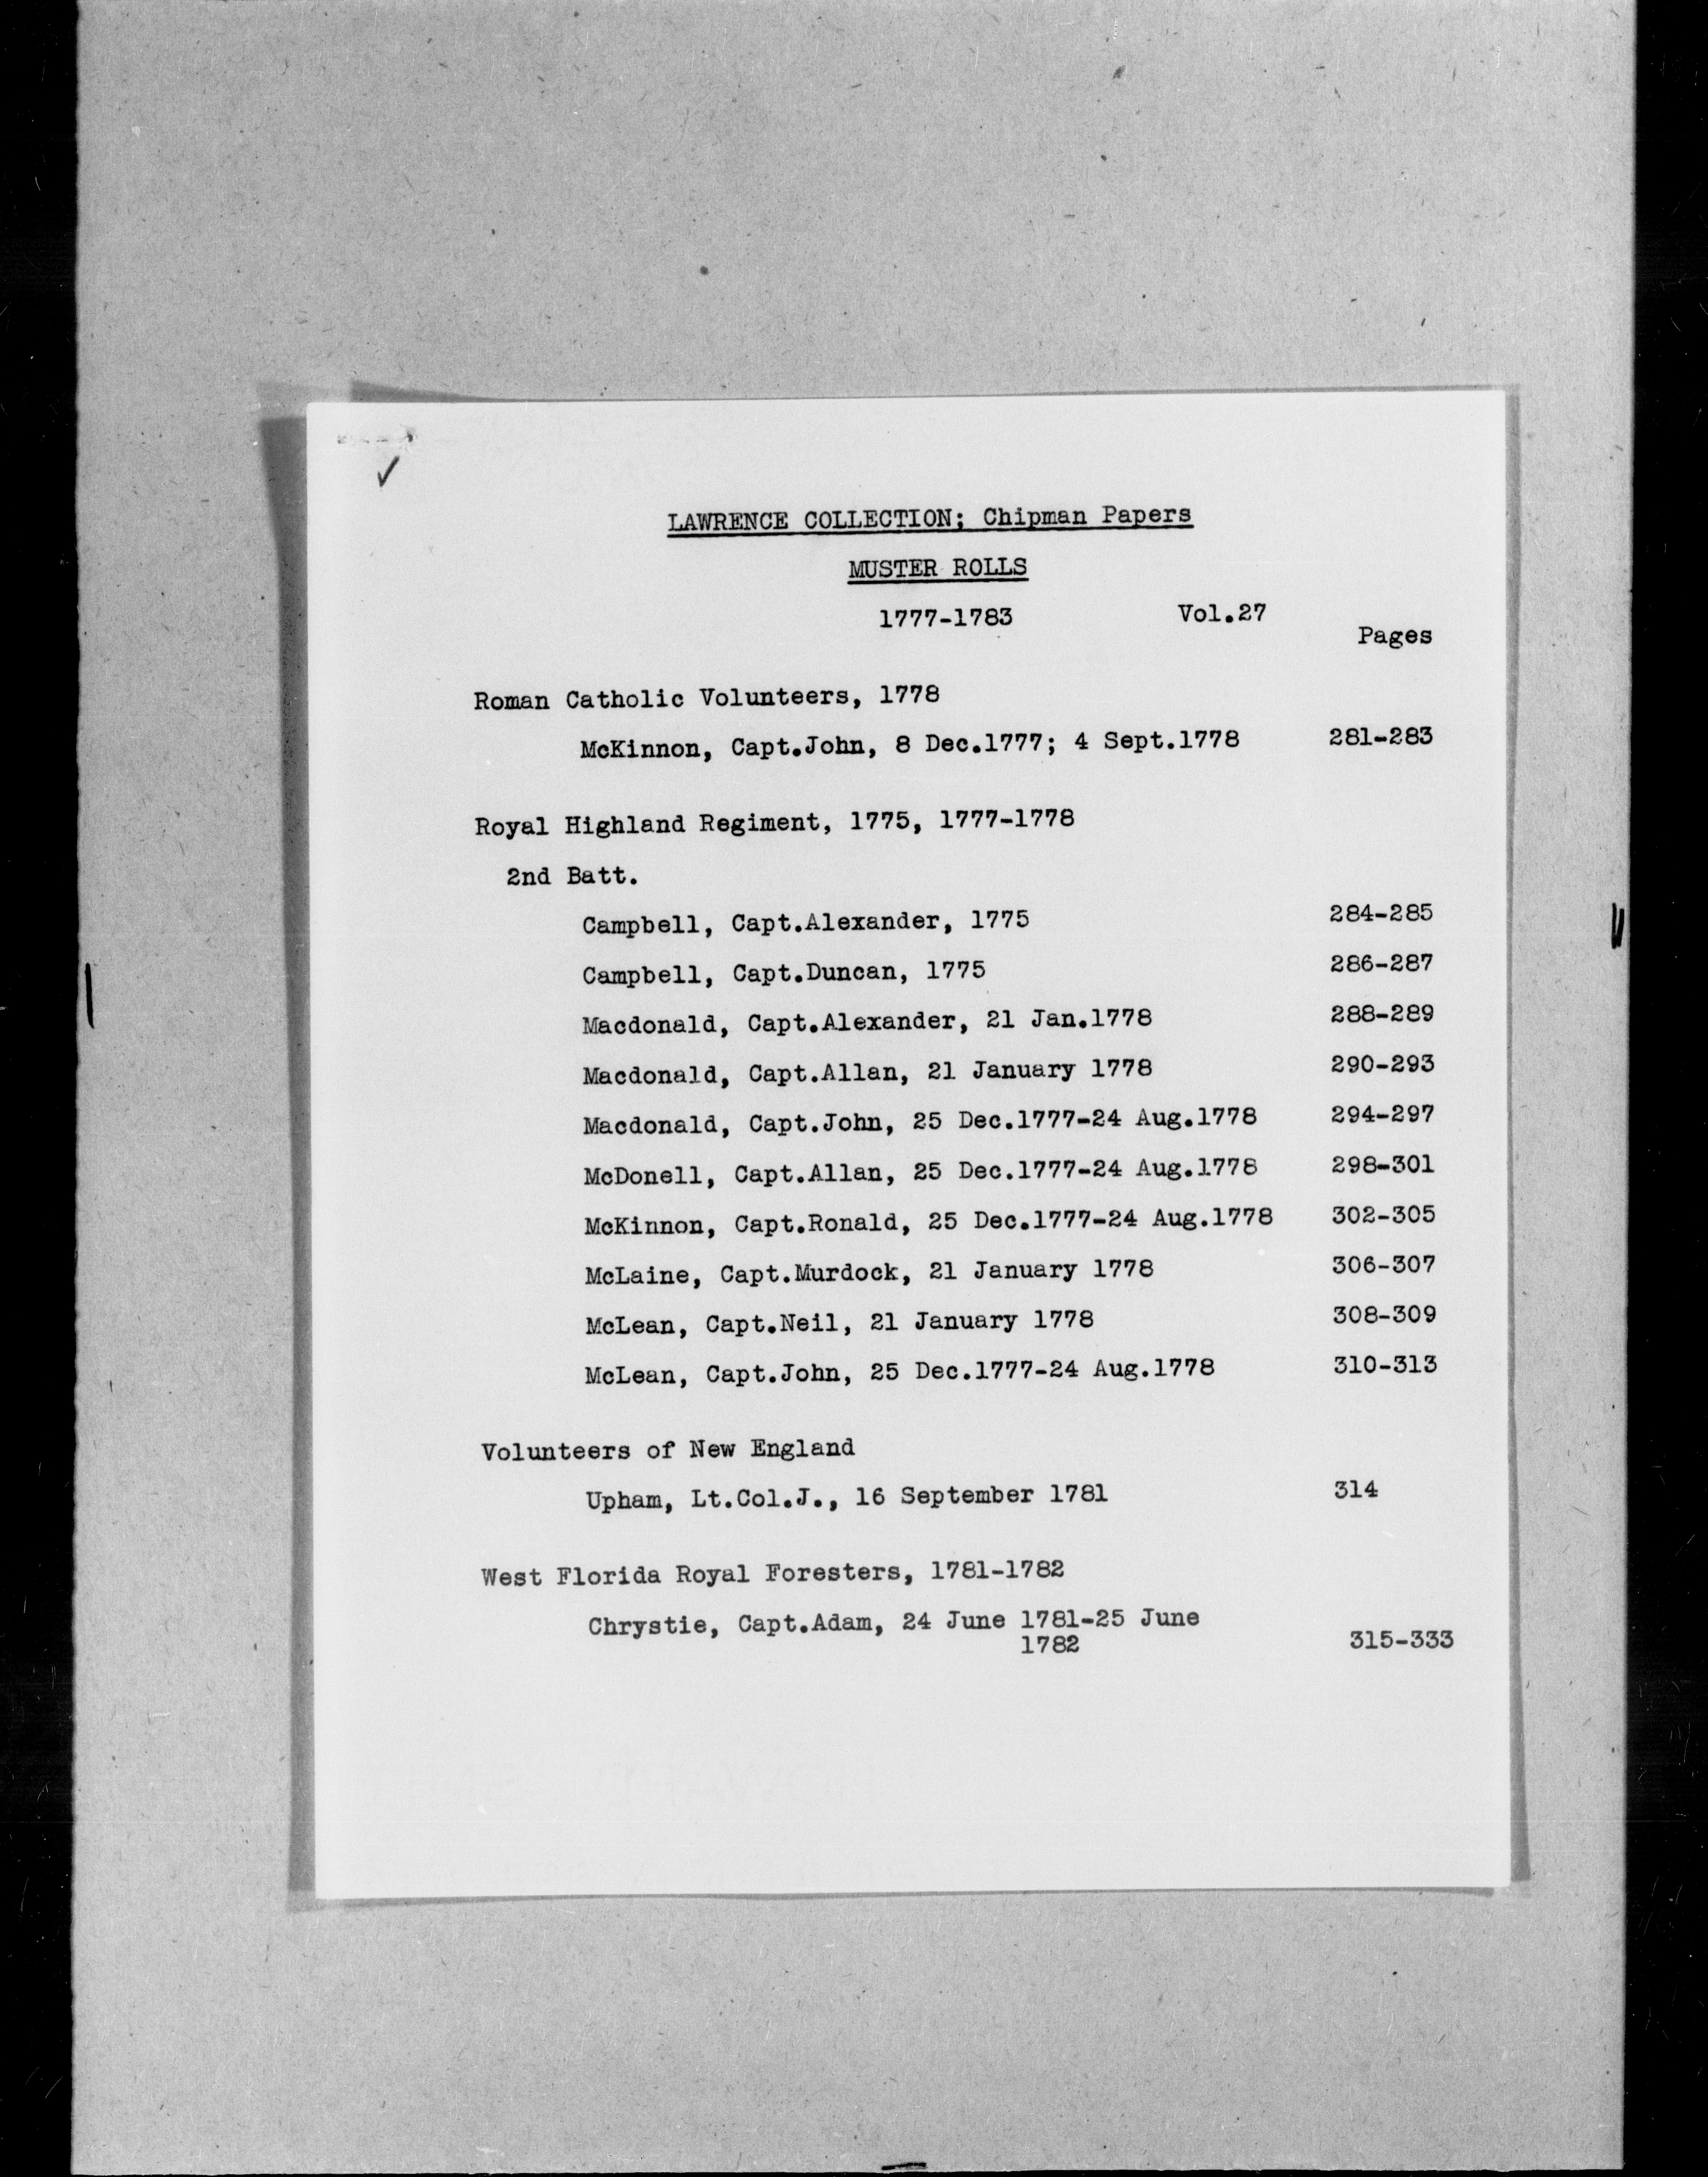 LAWRENCE COLLECTION; Chipman Papers
MUSTER ROLLS
1777-1783 Vol.27
Pages
Roman Catholic Volunteers, 1778
McKinnon, Capt.John, 8 Dec.1777; 4 Sept.1778 281-283
Royal Highland Regiment, 1775, 1777-1778
2nd Batt.
Campbell, Capt.Alexander, 1775 284-285
Campbell, Capt.Duncan, 1775 286-287
Macdonald, Capt.Alexander, 21 Jan.1778 288-289
Macdonald, Capt.Allan, 21 January 1778 290-293
Macdonald, Capt.John, 25 Dec.1777-24 Aug.1778 294-297
McDonell, Capt.Allan, 25 Dec.1777-24 Aug.1778 298-301
McKinnon, Capt.Ronald, 25 Dec.1777-24 Aug.1778 302-305
McLaine, Capt.Murdock, 21 January 1778 306-307
McLean, Capt.Neil, 21 January 1778 308-309
McLean, Capt.John, 25 Dec.1777-24 Aug.1778 310-313
Volunteers of New England
Upham, Lt.Col.J., 16 September 1781 314
West Florida Royal Foresters, 1781-1782
Chrystie, Capt.Adam, 24 June 1781-25 June
1782 315-333